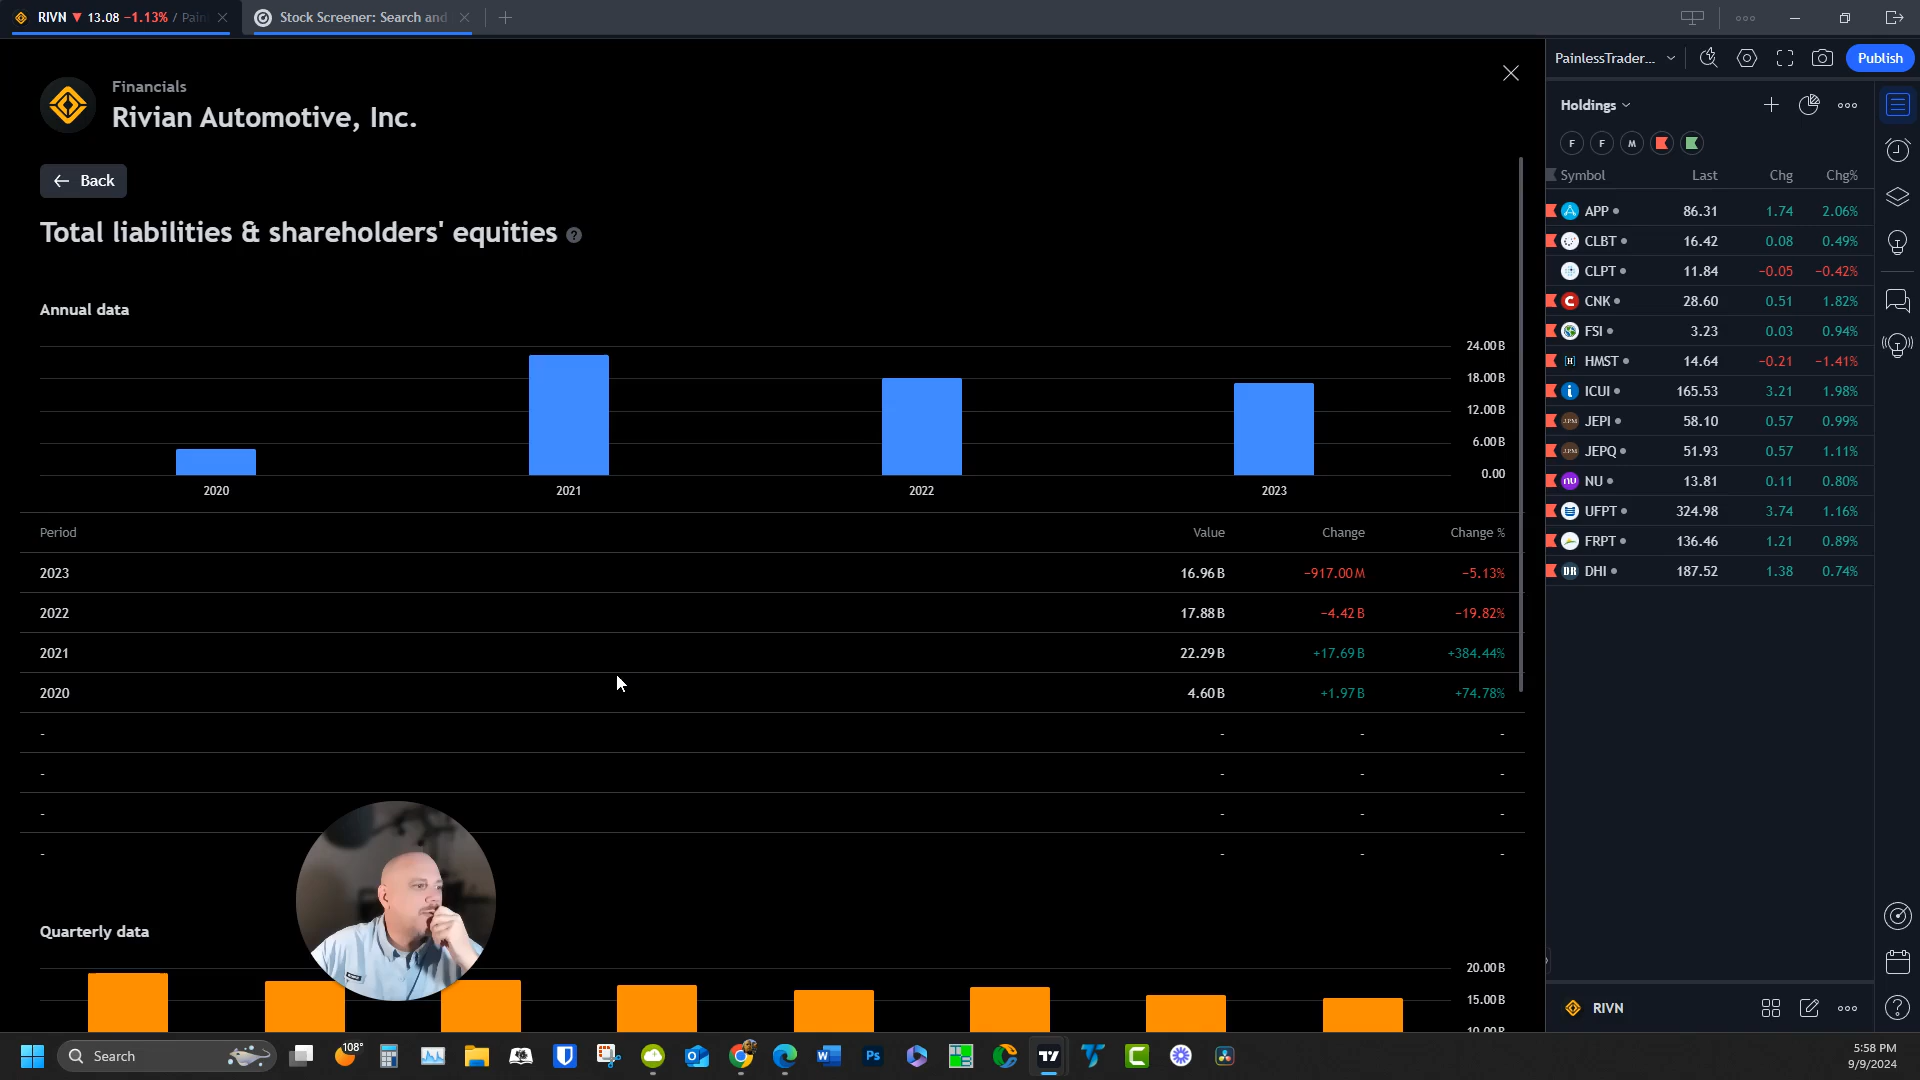 RIVN ▼ 13.08 −1.13% / Pain
Stock Screener: Search and
Financials
Rivian Automotive, Inc.
Back
Total liabilities & shareholders' equities
Annual data
24.00 B
18.00 B
12.00 B
6.00 B
0.00
2020 2021 2022 2023
Period Value Change Change %
2023 16.96 B −917.00 M −5.13%
2022 17.88 B −4.42 B −19.82%
2021 22.29 B +17.69 B +384.44%
2020 4.60 B +1.97 B +74.78%
- - - -
- - - -
- - - -
- - - -
Quarterly data
20.00 B
15.00 B
10.00 B
PainlessTrader... Publish
Holdings
F F M
Symbol Last Chg Chg%
APP 86.31 1.74 2.06%
CLBT 16.42 0.08 0.49%
CLPT 11.84 −0.05 −0.42%
CNK 28.60 0.51 1.82%
FSI 3.23 0.03 0.94%
HMST 14.64 −0.21 −1.41%
ICUI 165.53 3.21 1.98%
JEPI 58.10 0.57 0.99%
JEPQ 51.93 0.57 1.11%
NU 13.81 0.11 0.80%
UFPT 324.98 3.74 1.16%
FRPT 136.46 1.21 0.89%
DHI 187.52 1.38 0.74%
RIVN
Search
108°
5:58 PM
9/9/2024